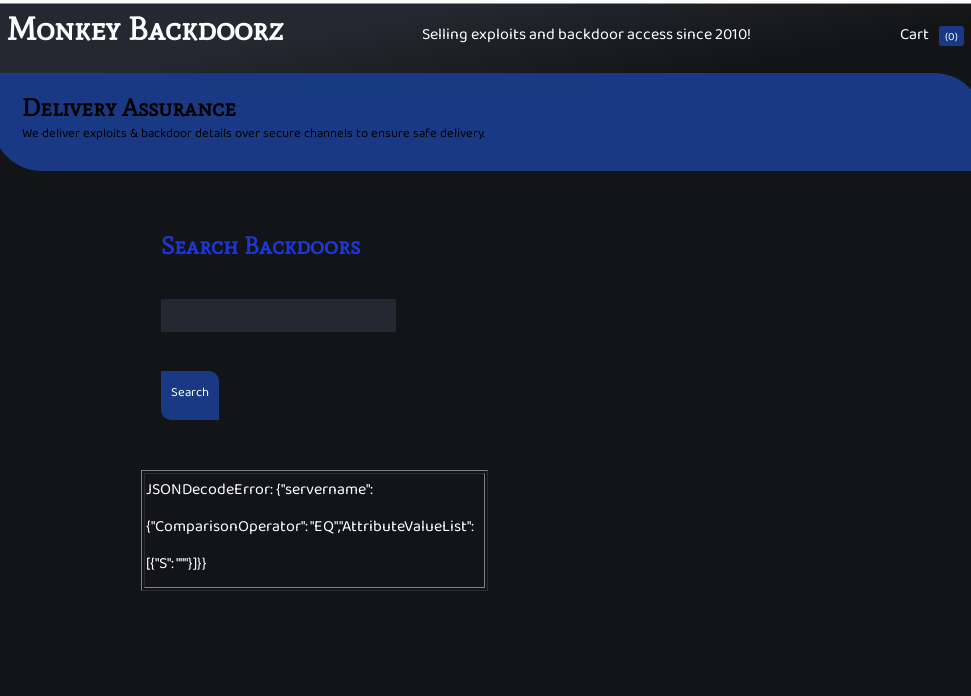 Monkey Backdoorz
Selling exploits and backdoor access since 2010!
Cart (0)
Delivery Assurance
We deliver exploits & backdoor details over secure channels to ensure safe delivery.
Search Backdoors
Search
JSONDecodeError: {"servername":
{"ComparisonOperator": "EQ","AttributeValueList":
[{"S": """}]}}